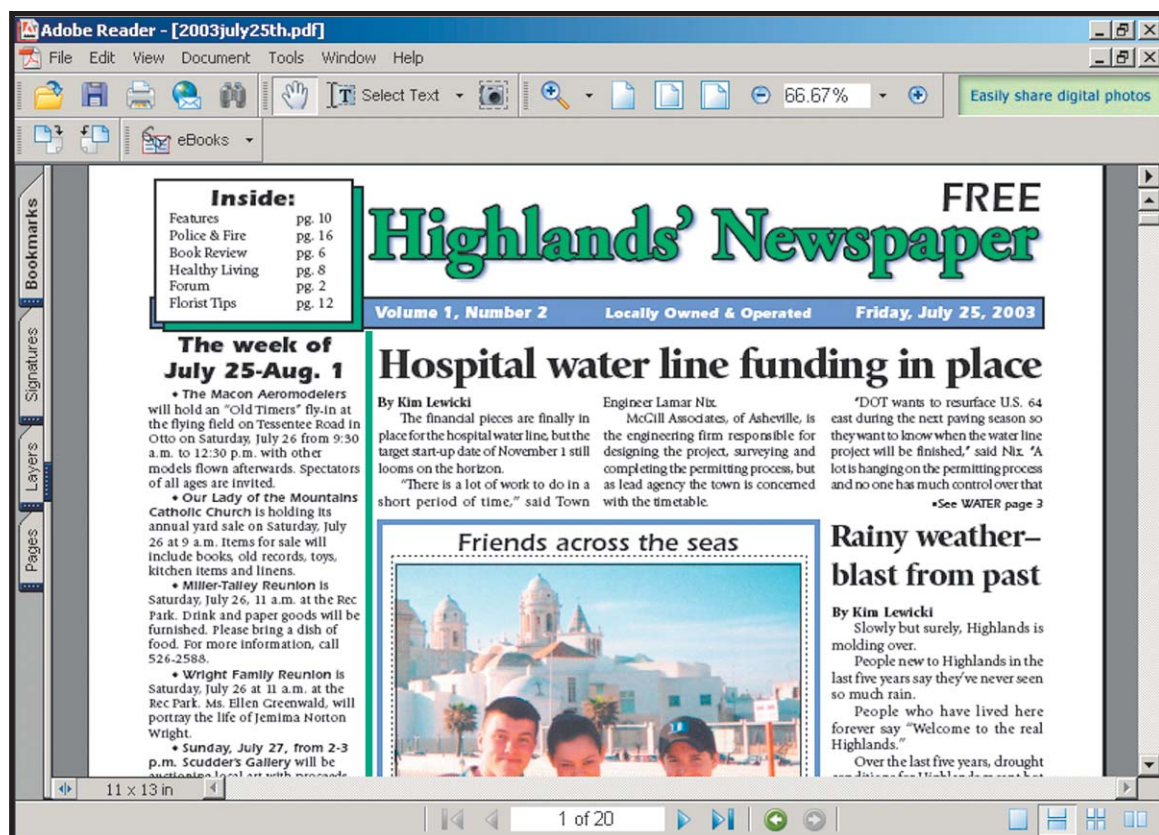 Adobe Reader - [2003july25th.pdf]
File Edit View Document Tools Window Help
Select Text
66.67%
Easily share digital photos
eBooks
Bookmarks
Signatures
Layers
Pages
Inside:
Features pg. 10
Police & Fire pg. 16
Book Review pg. 6
Healthy Living pg. 8
Forum pg. 2
Florist Tips pg. 12
FREE
Highlands' Newspaper
Volume 1, Number 2 Locally Owned & Operated Friday, July 25, 2003
The week of
July 25-Aug. 1
• The Macon Aeromodelers
will hold an "Old Timers" fly-in at
the flying field on Tessentee Road in
Otto on Saturday, July 26 from 9:30
a.m. to 12:30 p.m. with other
models flown afterwards. Spectators
of all ages are invited.
• Our Lady of the Mountains
Catholic Church is holding its
annual yard sale on Saturday, July
26 at 9 a.m. Items for sale will
include books, old records, toys,
kitchen items and linens.
• Miller-Talley Reunion is
Saturday, July 26, 11 a.m. at the Rec
Park. Drink and paper goods will be
furnished. Please bring a dish of
food. For more information, call
526-2588.
• Wright Family Reunion is
Saturday, July 26 at 11 a.m. at the
Rec Park. Ms. Ellen Greenwald, will
portray the life of Jemima Norton
Wright.
• Sunday, July 27, from 2-3
p.m. Scudder's Gallery will be
auctioning local art with proceeds
Hospital water line funding in place
By Kim Lewicki
The financial pieces are finally in
place for the hospital water line, but the
target start-up date of November 1 still
looms on the horizon.
"There is a lot of work to do in a
short period of time," said Town
Engineer Lamar Nix.
McGill Associates, of Asheville, is
the engineering firm responsible for
designing the project, surveying and
completing the permitting process, but
as lead agency the town is concerned
with the timetable.
"DOT wants to resurface U.S. 64
east during the next paving season so
they want to know when the water line
project will be finished," said Nix. "A
lot is hanging on the permitting process
and no one has much control over that
•See WATER page 3
Friends across the seas
Rainy weather–
blast from past
By Kim Lewicki
Slowly but surely, Highlands is
molding over.
People new to Highlands in the
last five years say they've never seen
so much rain.
People who have lived here
forever say "Welcome to the real
Highlands."
Over the last five years, drought
11 x 13 in
1 of 20